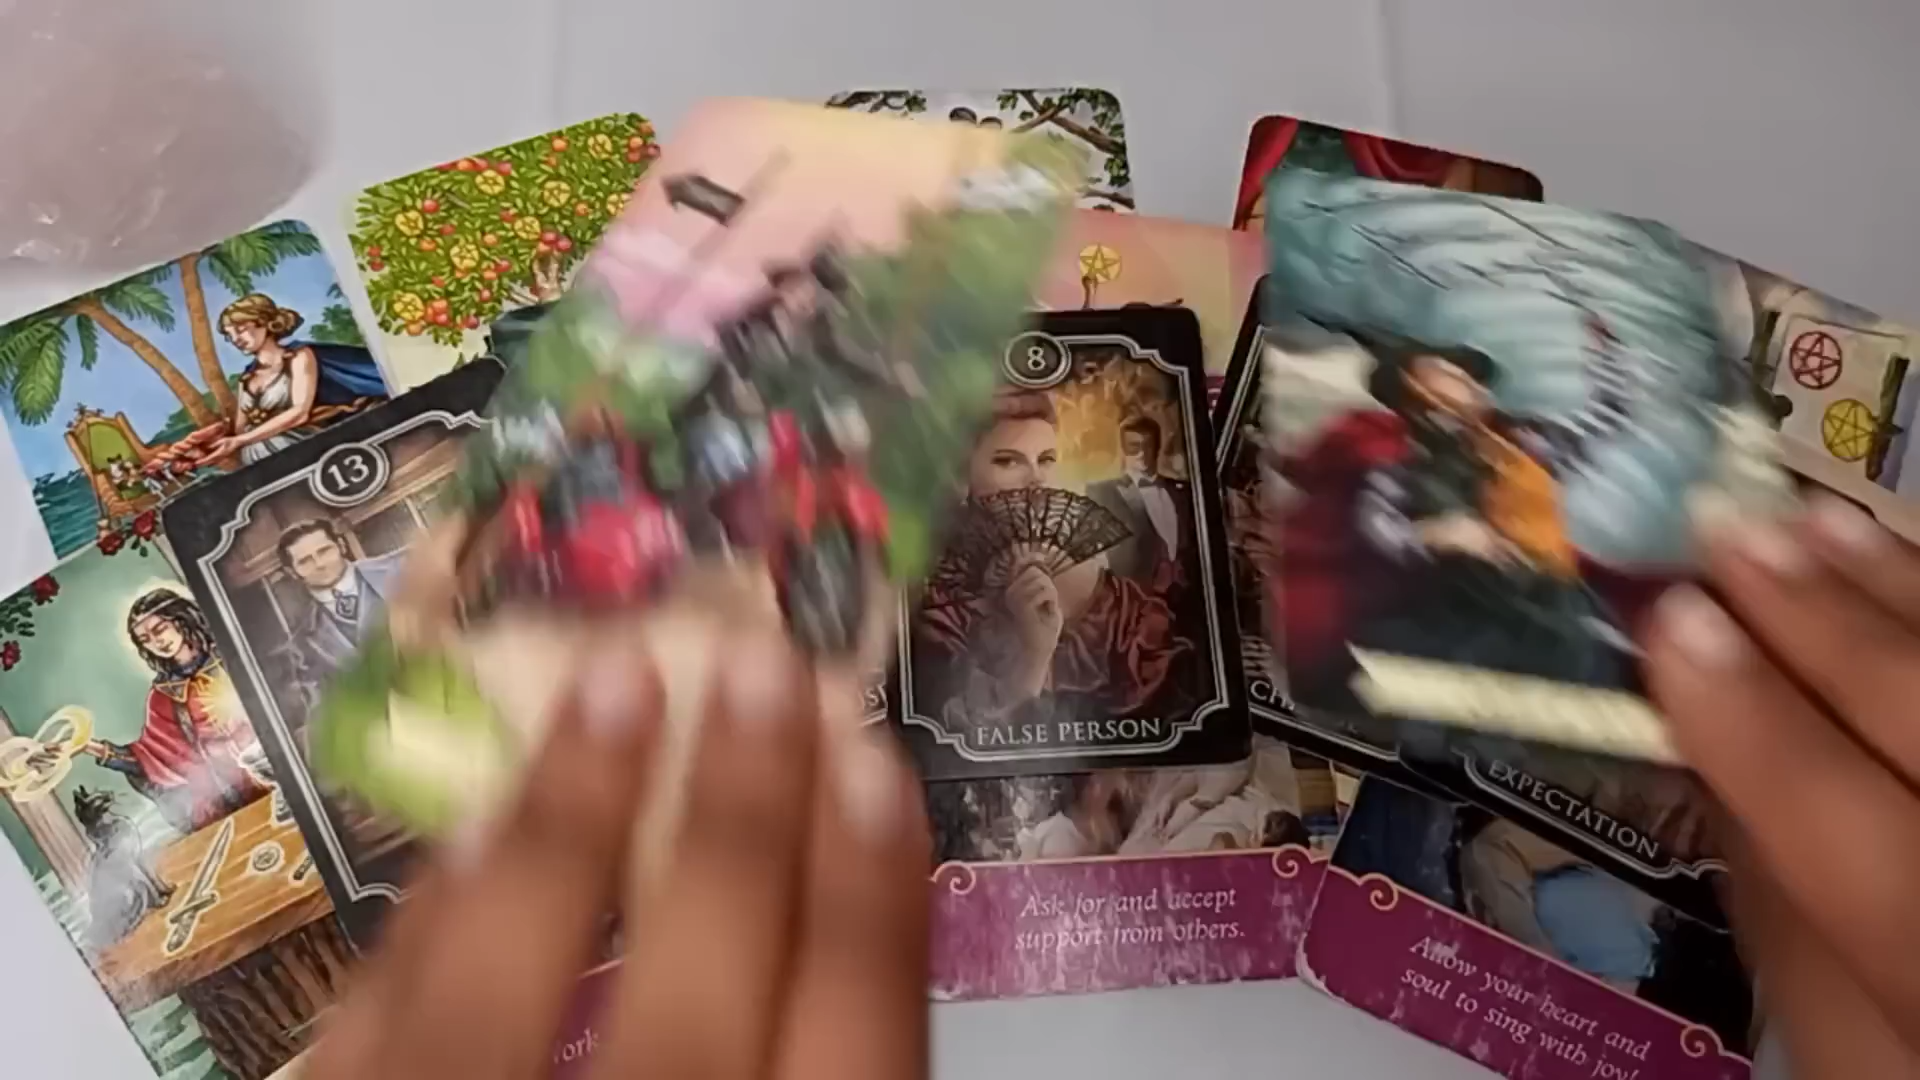 13
8
FALSE PERSON
EXPECTATION
Ask for and accept
support from others.
Allow your heart and
soul to sing with joy!